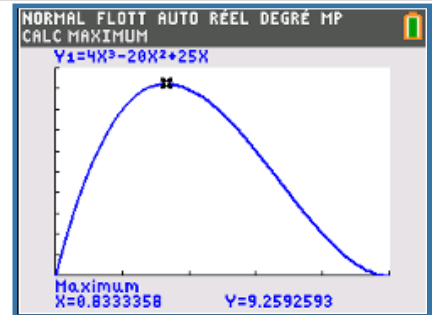 NORMAL FLOTT AUTO RÉEL DEGRÉ MP
CALC MAXIMUM
Y1=4X³-20X²+25X
Maximum
X=0.8333358 Y=9.2592593